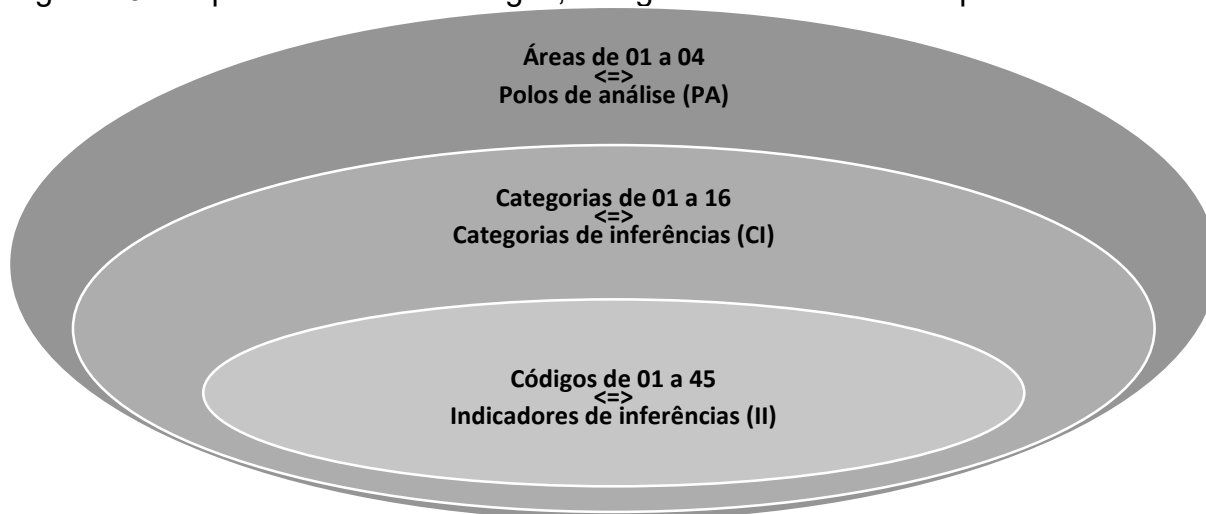 Áreas de 01 a 04
<=>
Polos de análise (PA)
Categorias de 01 a 16
<=>
Categorias de inferências (CI)
Códigos de 01 a 45
<=>
Indicadores de inferências (II)